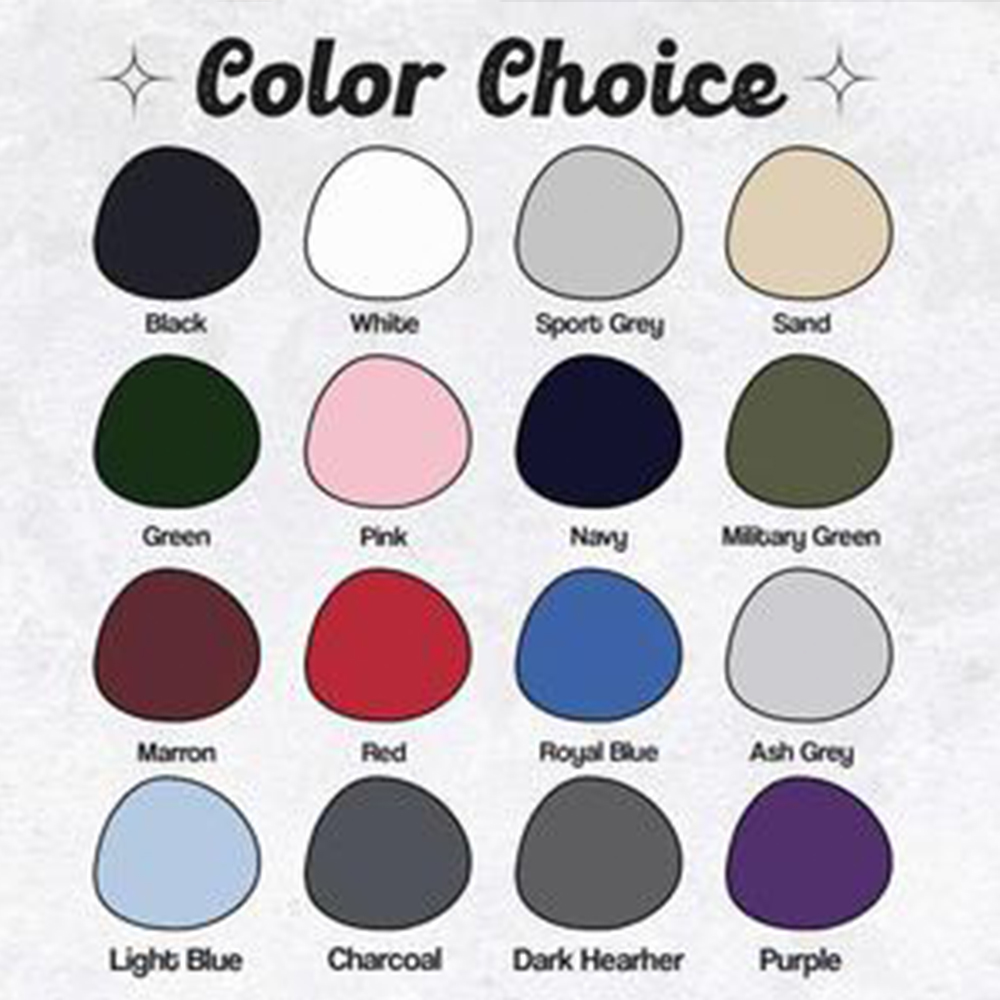 Color Choice
Black White Sport Grey Sand
Green Pink Navy Military Green
Marron Red Royal Blue Ash Grey
Light Blue Charcoal Dark Hearher Purple